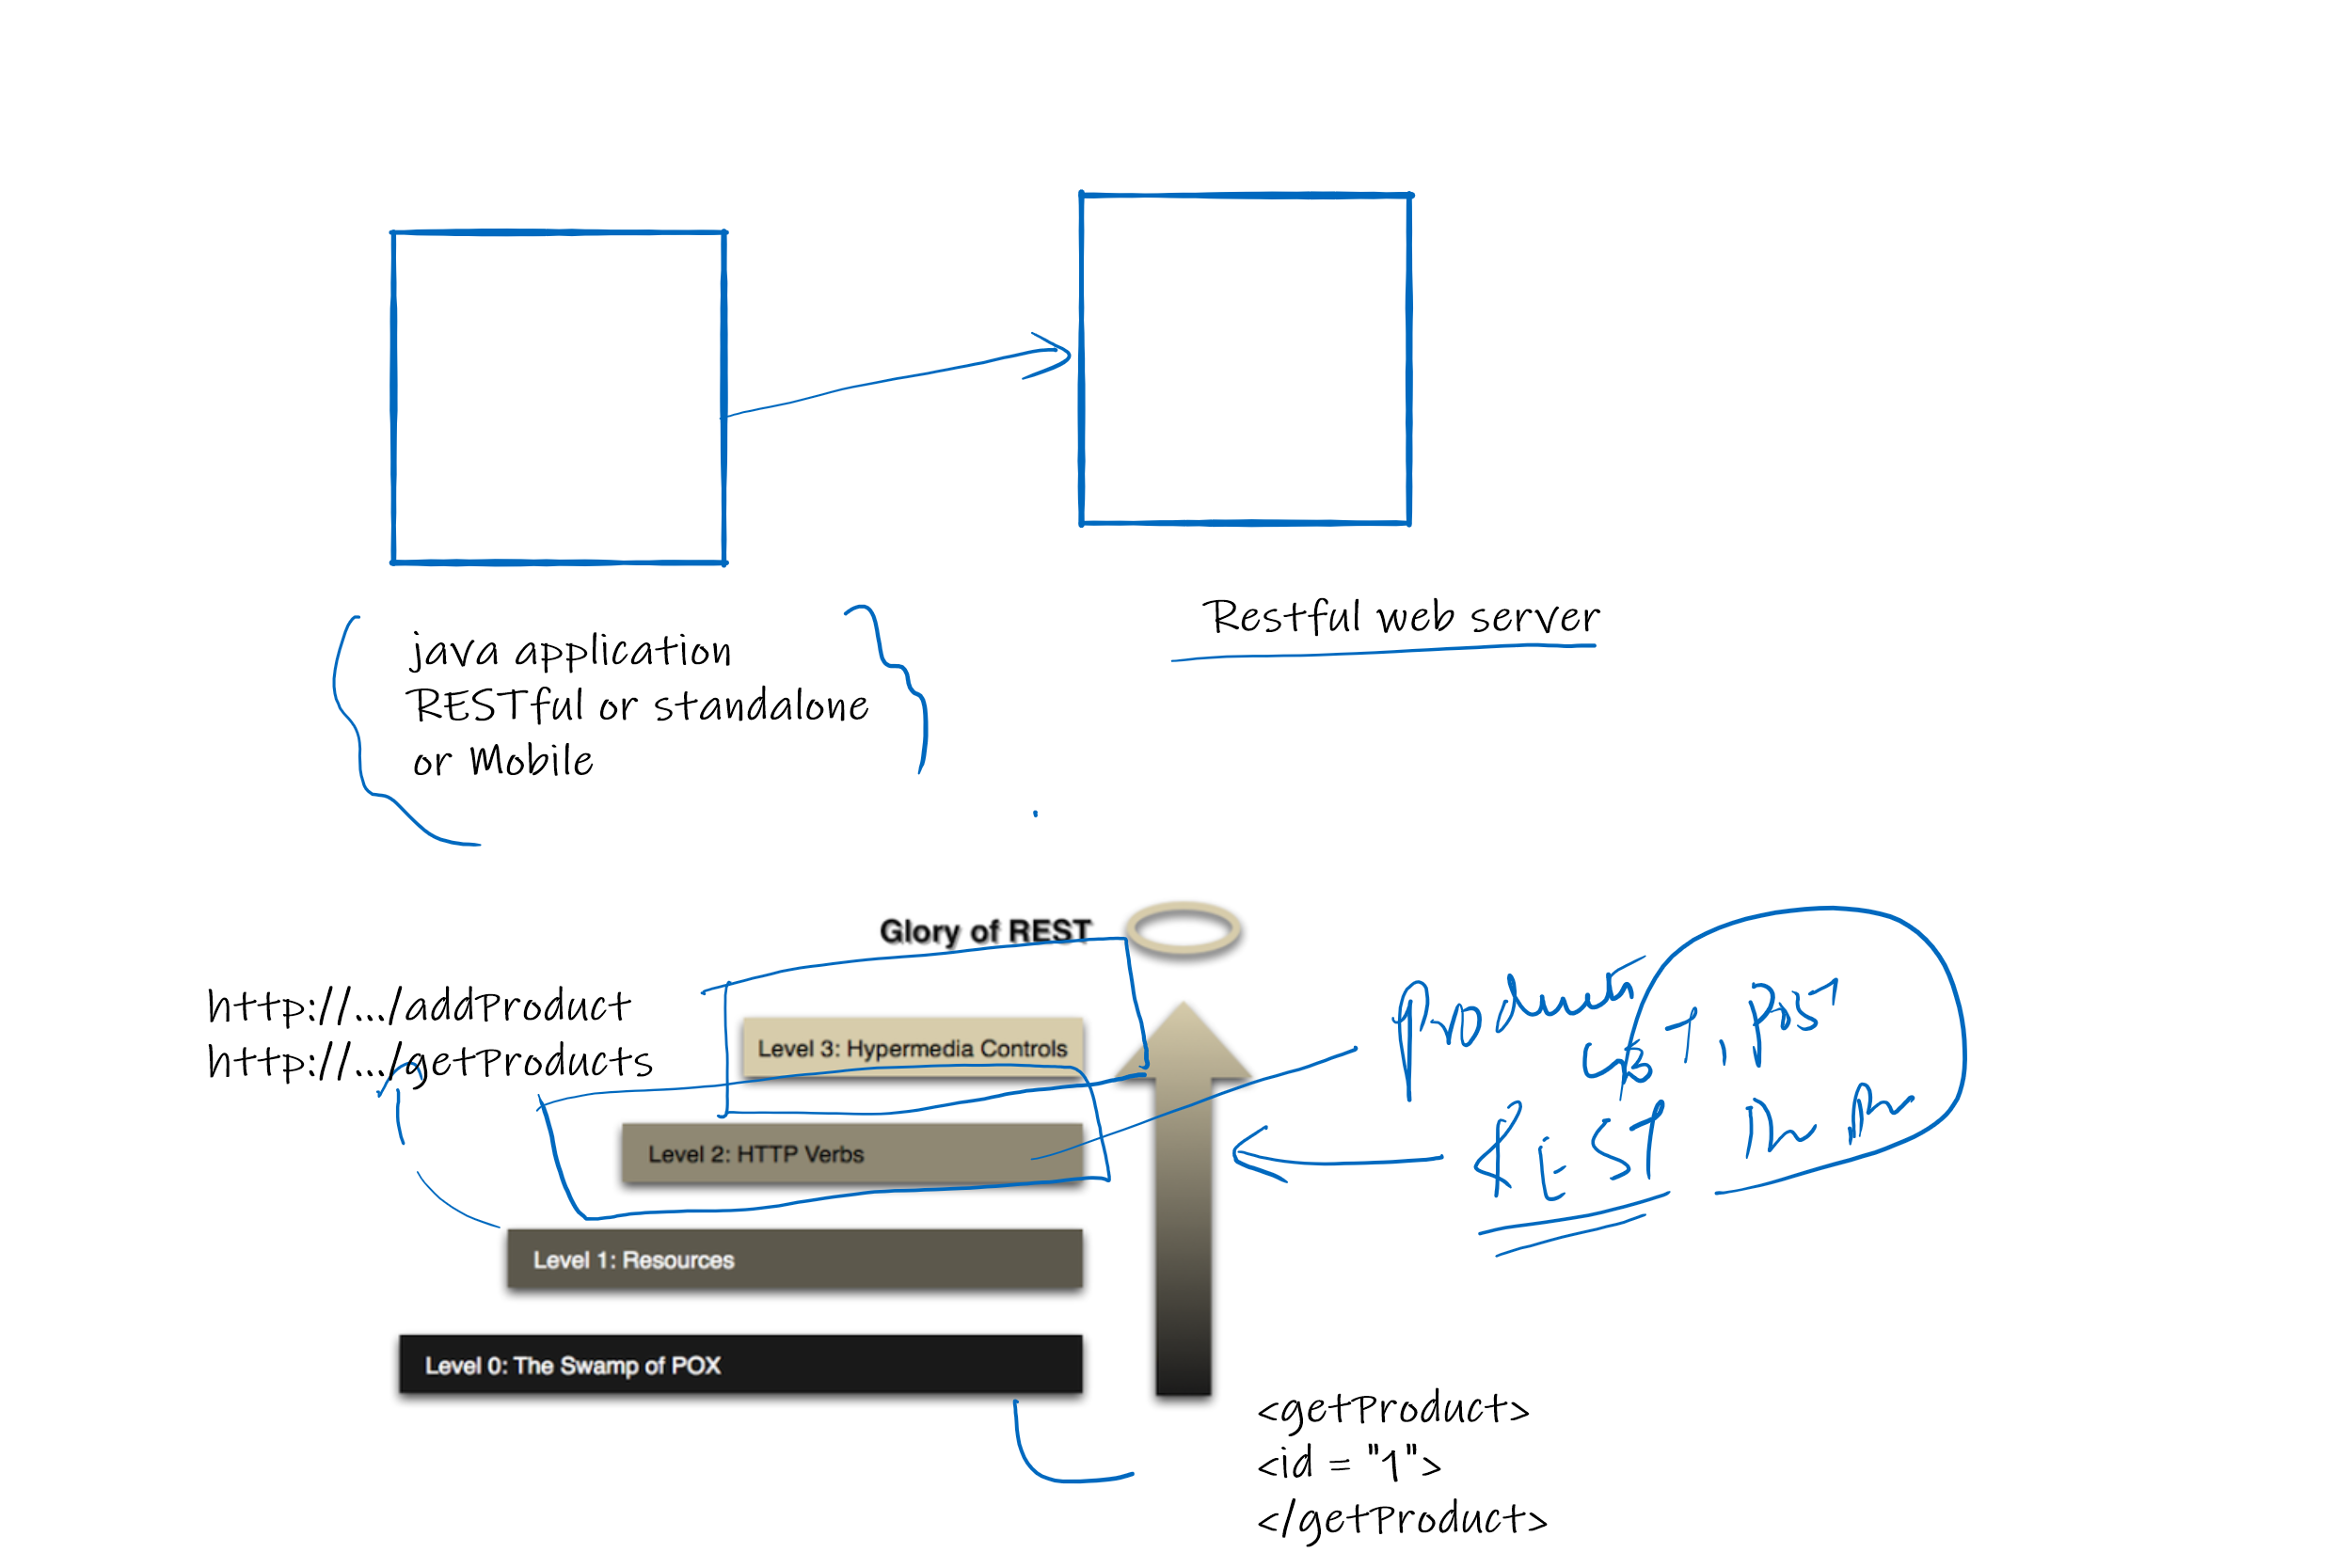 java application
RESTful or standalone
or Mobile
Restful web server
Glory of REST
http://.../addProduct
http://.../getProducts
Level 3: Hypermedia Controls
Level 2: HTTP Verbs
Level 1: Resources
Level 0: The Swamp of POX
products
GET, POST
REST
<getProduct>
<id = "1">
</getProduct>